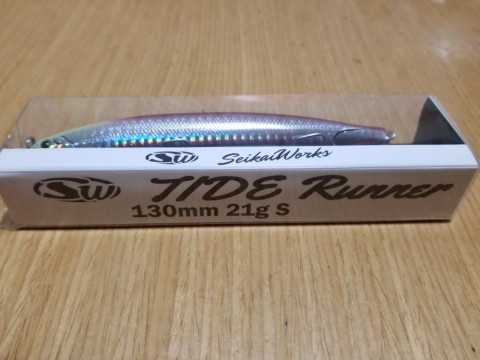 SW SeikaiWorks
SW TIDE Runner
130mm 21g S